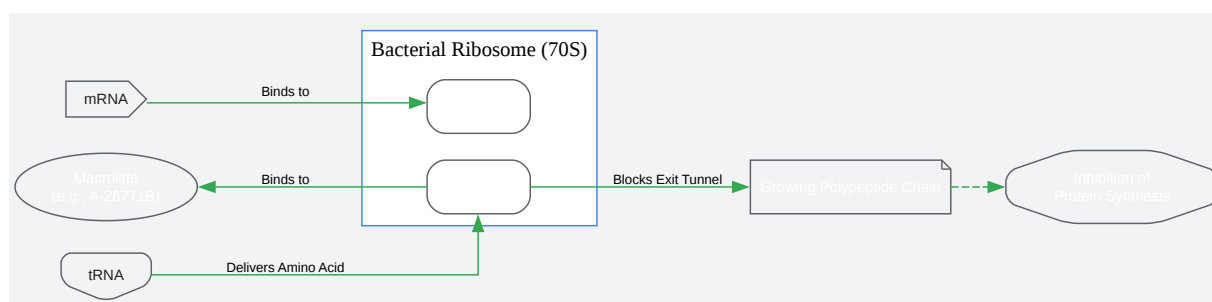 Bacterial Ribosome (70S)
mRNA
Binds to
Macrolide
(e.g., A-26771B)
Binds to
Blocks Exit Tunnel
Growing Polypeptide Chain
Inhibition of
Protein Synthesis
tRNA
Delivers Amino Acid